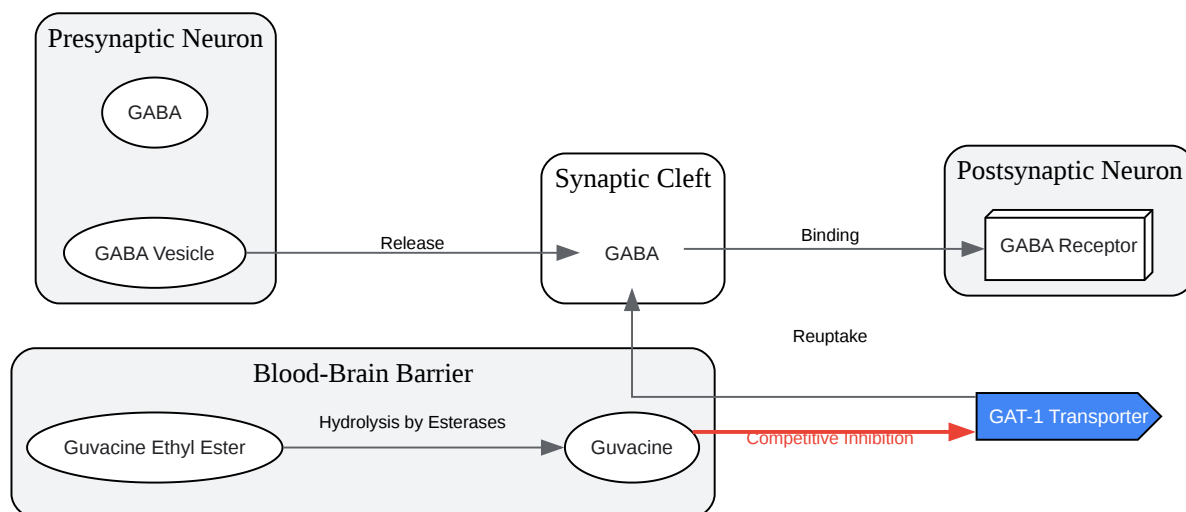 Presynaptic Neuron
GABA
GABA Vesicle
Release
Synaptic Cleft
GABA
Binding
Postsynaptic Neuron
GABA Receptor
Reuptake
Blood-Brain Barrier
Guvacine Ethyl Ester
Hydrolysis by Esterases
Guvacine
Competitive Inhibition
GAT-1 Transporter